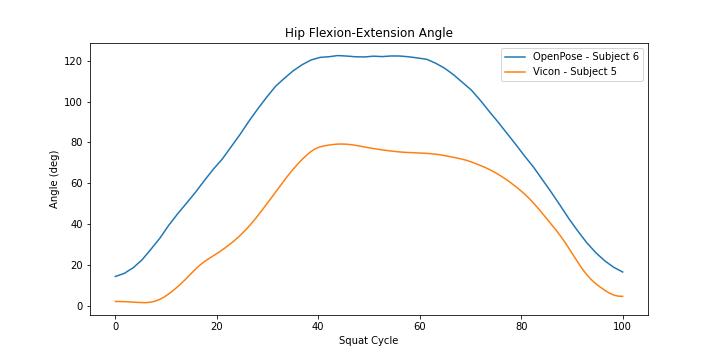 Hip Flexion-Extension Angle
OpenPose - Subject 6
Vicon - Subject 5
120
100
80
60
40
20
0
Angle (deg)
0 20 40 60 80 100
Squat Cycle